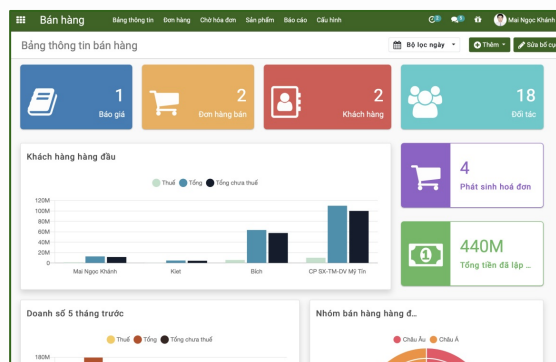 Bán hàng Bảng thông tin Đơn hàng Chờ hóa đơn Sản phẩm Báo cáo Cấu hình Mai Ngọc Khánh
Bảng thông tin bán hàng Bộ lọc ngày Thêm Sửa bố cục
1
Báo giá
2
Đơn hàng bán
2
Khách hàng
18
Đối tác
Khách hàng hàng đầu
Thuế Tổng Tổng chưa thuế
120M
100M
80M
60M
40M
20M
0
Mai Ngọc Khánh Kiet Bích CP SX-TM-DV Mỹ Tín
4
Phát sinh hoá đơn
440M
Tổng tiền đã lập ...
Doanh số 5 tháng trước
Thuế Tổng Tổng chưa thuế
180M
Nhóm bán hàng hàng đ...
Châu Âu Châu Á